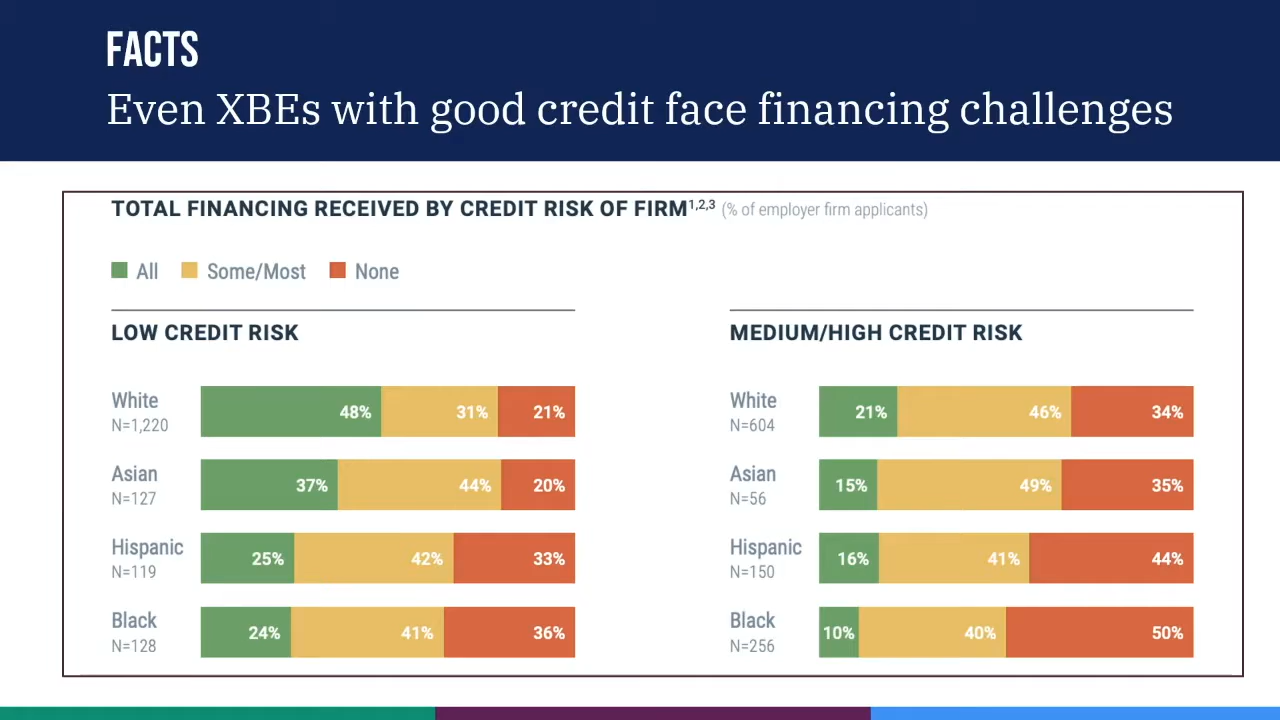 FACTS
Even XBEs with good credit face financing challenges
TOTAL FINANCING RECEIVED BY CREDIT RISK OF FIRM1,2,3 (% of employer firm applicants)
All Some/Most None
LOW CREDIT RISK
White
N=1,220
48% 31% 21%
Asian
N=127
37% 44% 20%
Hispanic
N=119
25% 42% 33%
Black
N=128
24% 41% 36%
MEDIUM/HIGH CREDIT RISK
White
N=604
21% 46% 34%
Asian
N=56
15% 49% 35%
Hispanic
N=150
16% 41% 44%
Black
N=256
10% 40% 50%